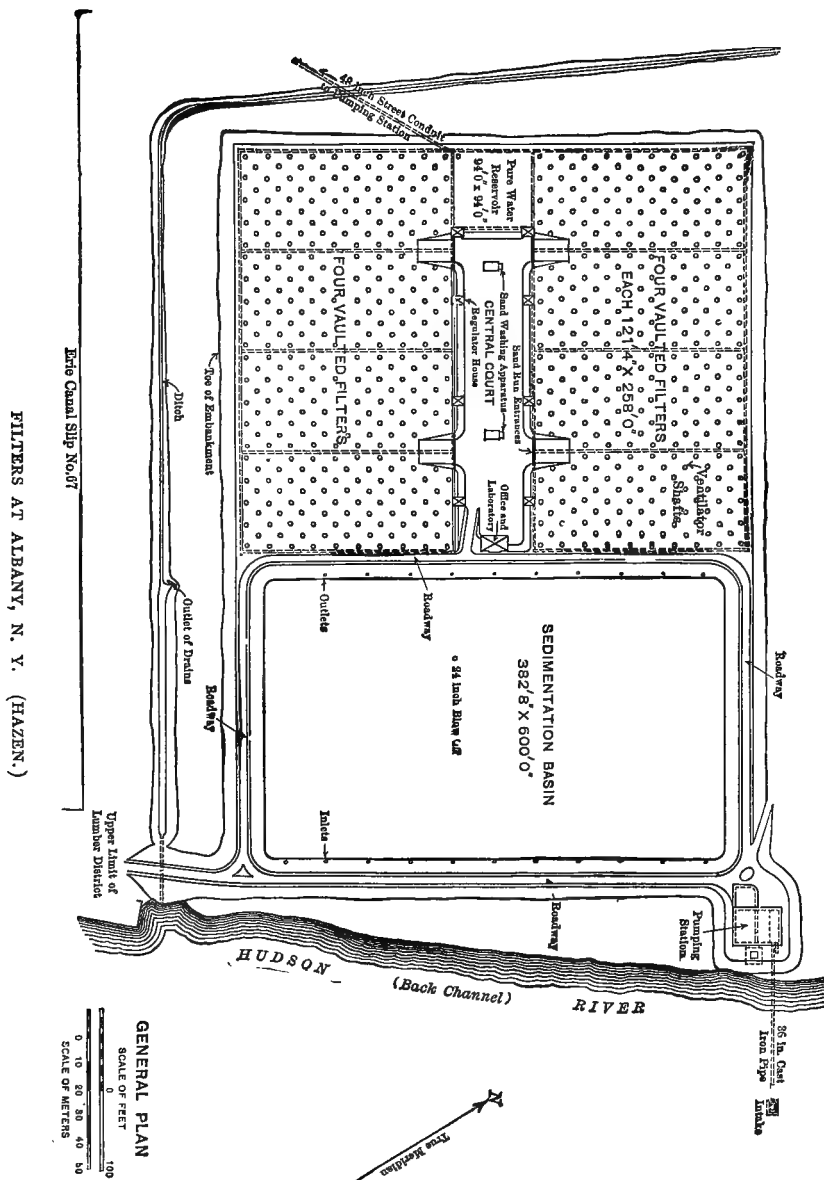 48 Inch Street Conduit
to Pumping Station
Pure Water
Reservoir
94'0" x 94'0"
FOUR VAULTED FILTERS
EACH 121'4" X 258'0"
Ventilator
Shafts
FOUR VAULTED FILTERS
Sand Run Entrances
Sand Washing Apparatus
CENTRAL COURT
Regulator House
Office and
Laboratory
Toe of Embankment
Ditch
Outlet of Drains
Erie Canal Slip No.67
Roadway
Roadway
Outlets
SEDIMENTATION BASIN
382'8" X 600'0"
24 Inch Blow Off
Roadway
Inlets
Roadway
Pumping
Station
Upper Limit of
Lumber District
HUDSON
(Back Channel)
RIVER
36 in. Cast
Iron Pipe
Intake
N
True Meridian
GENERAL PLAN
SCALE OF FEET
0 100
0 10 20 30 40 50
SCALE OF METERS
FILTERS AT ALBANY, N. Y. (HAZEN.)